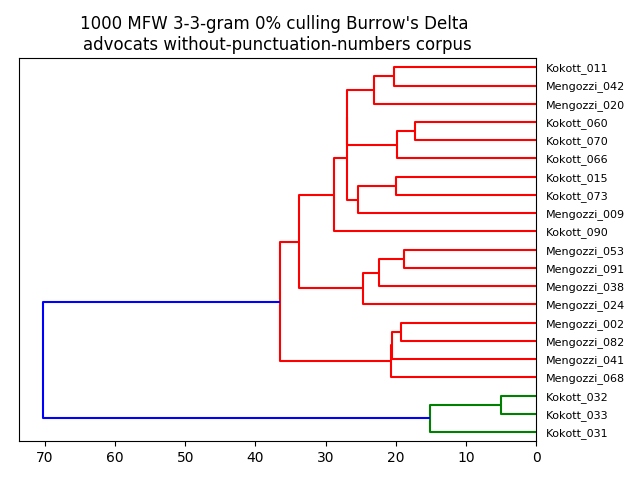 1000 MFW 3-3-gram 0% culling Burrow's Delta
advocats without-punctuation-numbers corpus
Kokott_011
Mengozzi_042
Mengozzi_020
Kokott_060
Kokott_070
Kokott_066
Kokott_015
Kokott_073
Mengozzi_009
Kokott_090
Mengozzi_053
Mengozzi_091
Mengozzi_038
Mengozzi_024
Mengozzi_002
Mengozzi_082
Mengozzi_041
Mengozzi_068
Kokott_032
Kokott_033
Kokott_031
70 60 50 40 30 20 10 0